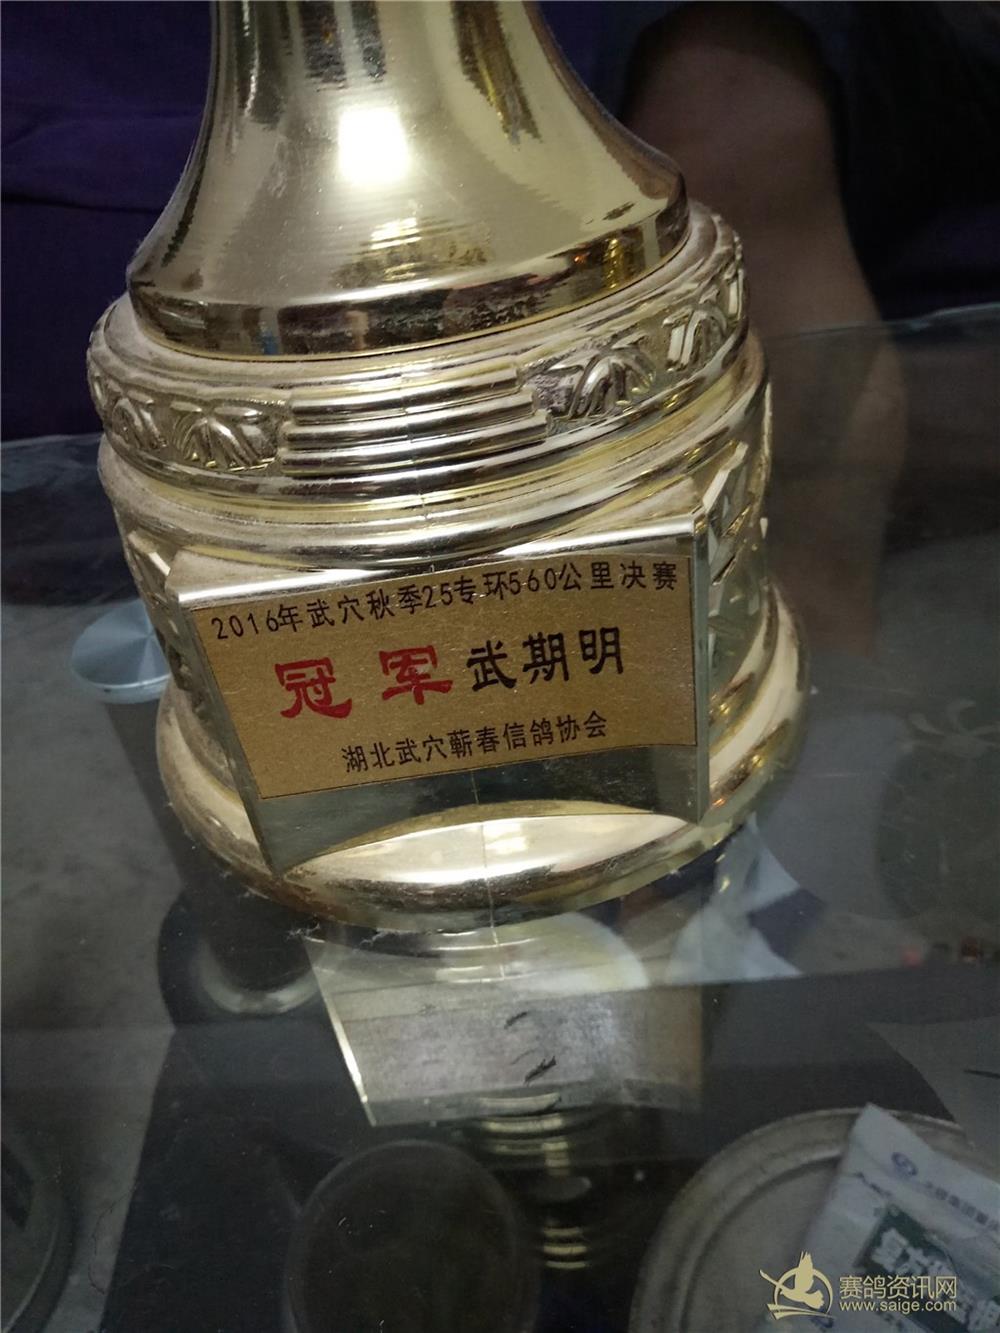 2016年武穴秋季25专环560公里决赛
冠军 武期明
湖北武穴蕲春信鸽协会
赛鸽资讯网
www.saige.com